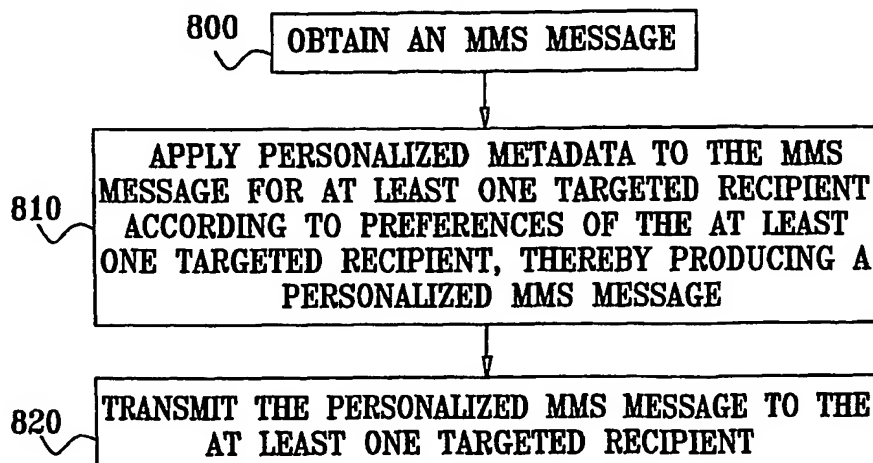 800 OBTAIN AN MMS MESSAGE
APPLY PERSONALIZED METADATA TO THE MMS
MESSAGE FOR AT LEAST ONE TARGETED RECIPIENT
810 ACCORDING TO PREFERENCES OF THE AT LEAST
ONE TARGETED RECIPIENT, THEREBY PRODUCING A
PERSONALIZED MMS MESSAGE
820 TRANSMIT THE PERSONALIZED MMS MESSAGE TO THE
AT LEAST ONE TARGETED RECIPIENT